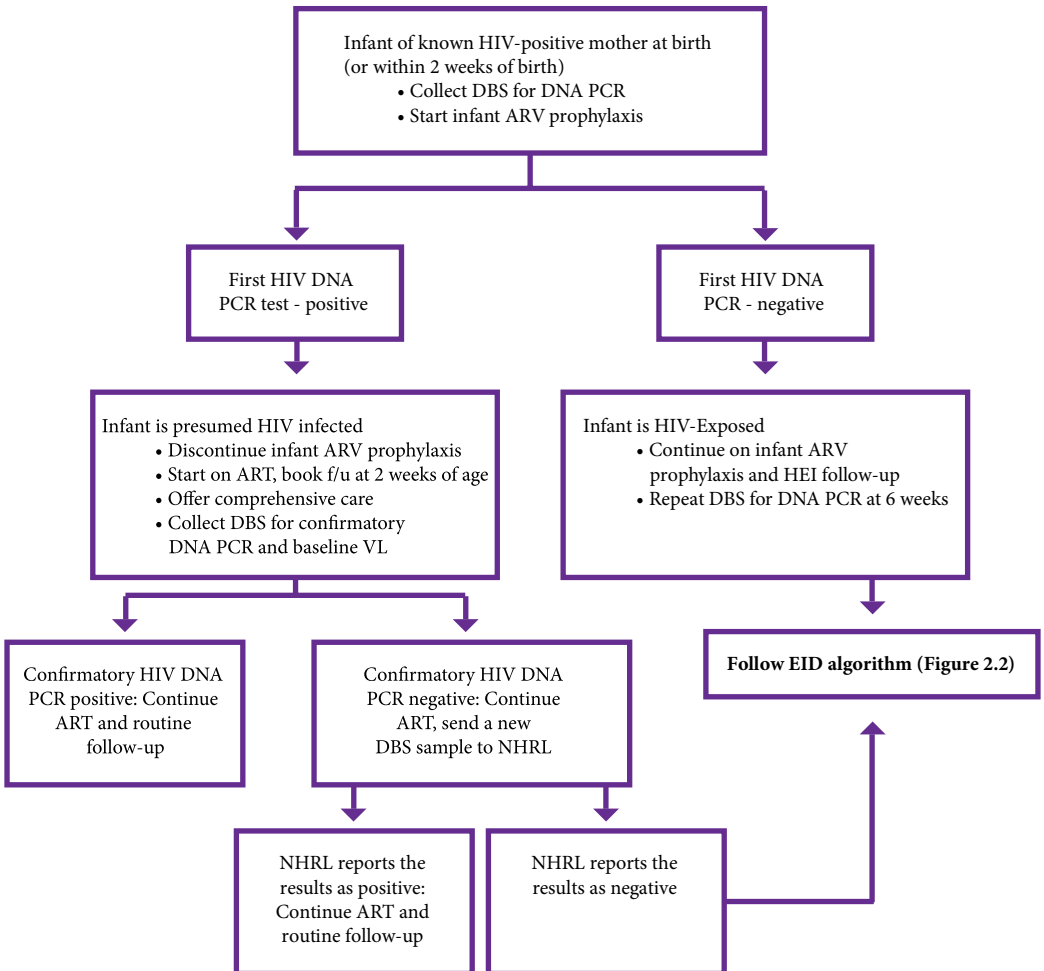 Infant of known HIV-positive mother at birth
(or within 2 weeks of birth)
• Collect DBS for DNA PCR
• Start infant ARV prophylaxis
First HIV DNA
PCR test - positive
First HIV DNA
PCR - negative
Infant is presumed HIV infected
• Discontinue infant ARV prophylaxis
• Start on ART, book f/u at 2 weeks of age
• Offer comprehensive care
• Collect DBS for confirmatory
DNA PCR and baseline VL
Infant is HIV-Exposed
• Continue on infant ARV
prophylaxis and HEI follow-up
• Repeat DBS for DNA PCR at 6 weeks
Confirmatory HIV DNA
PCR positive: Continue
ART and routine
follow-up
Confirmatory HIV DNA
PCR negative: Continue
ART, send a new
DBS sample to NHRL
Follow EID algorithm (Figure 2.2)
NHRL reports the
results as positive:
Continue ART and
routine follow-up
NHRL reports the
results as negative